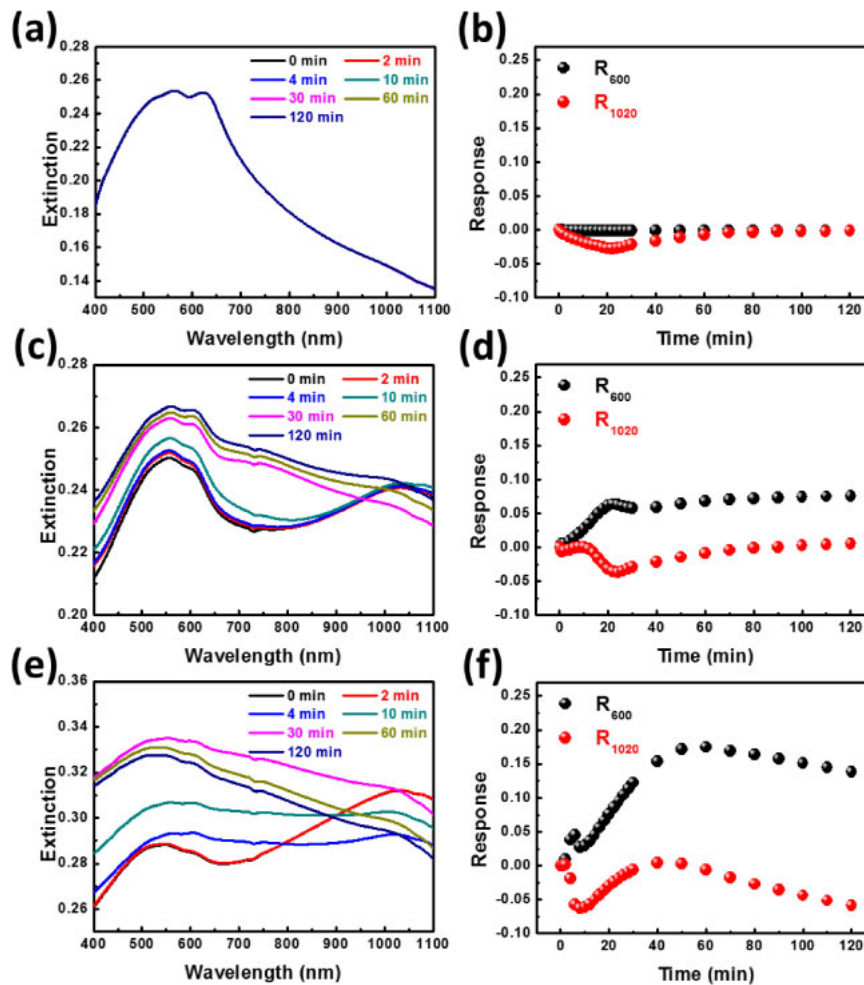 (a)
0.28
0.26
0.24
0.22
0.20
0.18
0.16
0.14
Extinction
0 min 2 min
4 min 10 min
30 min 60 min
120 min
400 500 600 700 800 900 1000 1100
Wavelength (nm)
(b)
0.25
0.20
0.15
0.10
0.05
0.00
-0.05
-0.10
Response
R600
R1020
0 20 40 60 80 100 120
Time (min)
(c)
0.28
0.26
0.24
0.22
0.20
Extinction
0 min 2 min
4 min 10 min
30 min 60 min
120 min
400 500 600 700 800 900 1000 1100
Wavelength (nm)
(d)
0.25
0.20
0.15
0.10
0.05
0.00
-0.05
-0.10
Response
R600
R1020
0 20 40 60 80 100 120
Time (min)
(e)
0.36
0.34
0.32
0.30
0.28
0.26
Extinction
0 min 2 min
4 min 10 min
30 min 60 min
120 min
400 500 600 700 800 900 1000 1100
Wavelength (nm)
(f)
0.25
0.20
0.15
0.10
0.05
0.00
-0.05
-0.10
Response
R600
R1020
0 20 40 60 80 100 120
Time (min)